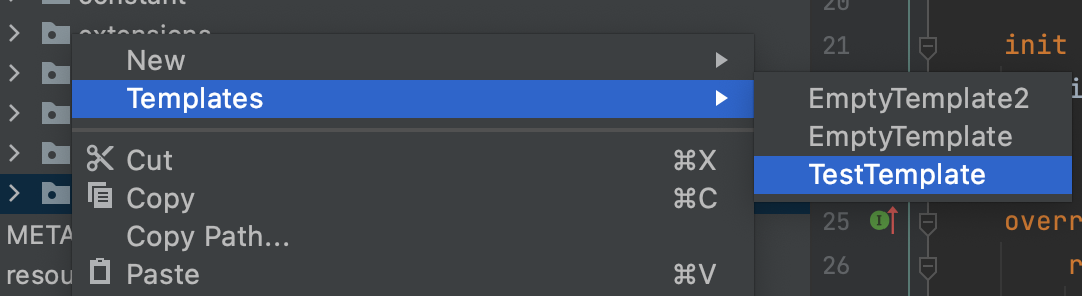 constant
extensions
META
resou
New
Templates
Cut ⌘X
Copy ⌘C
Copy Path...
Paste ⌘V
EmptyTemplate2
EmptyTemplate
TestTemplate
20
21 init
i
25 overr
26 r